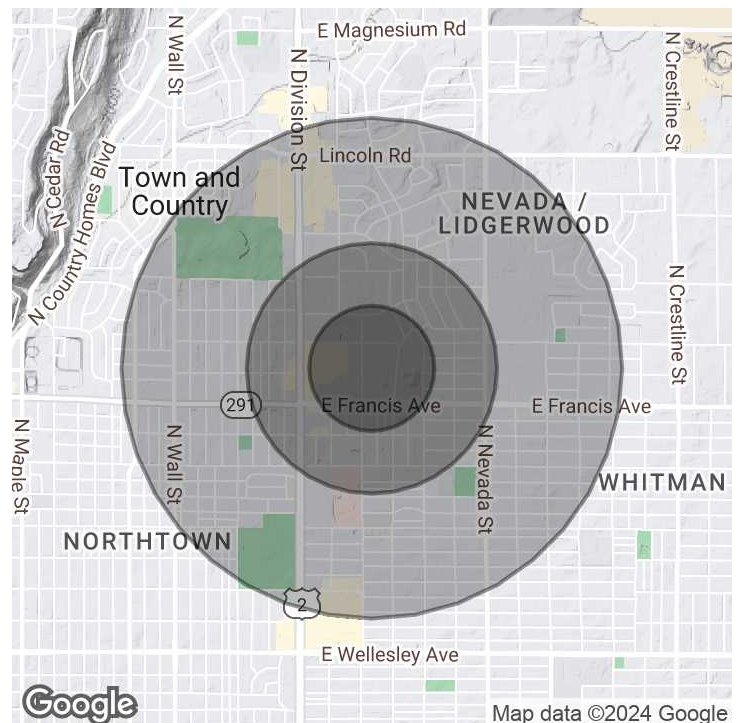 E Magnesium Rd
N Wall St
N Division St
N Crestline St
N Cedar Rd
N Country Homes Blvd
Lincoln Rd
Town and
Country
NEVADA /
LIDGERWOOD
N Crestline St
291
E Francis Ave
E Francis Ave
N Maple St
N Wall St
N Nevada St
WHITMAN
NORTHTOWN
2
E Wellesley Ave
Google
Map data ©2024 Google